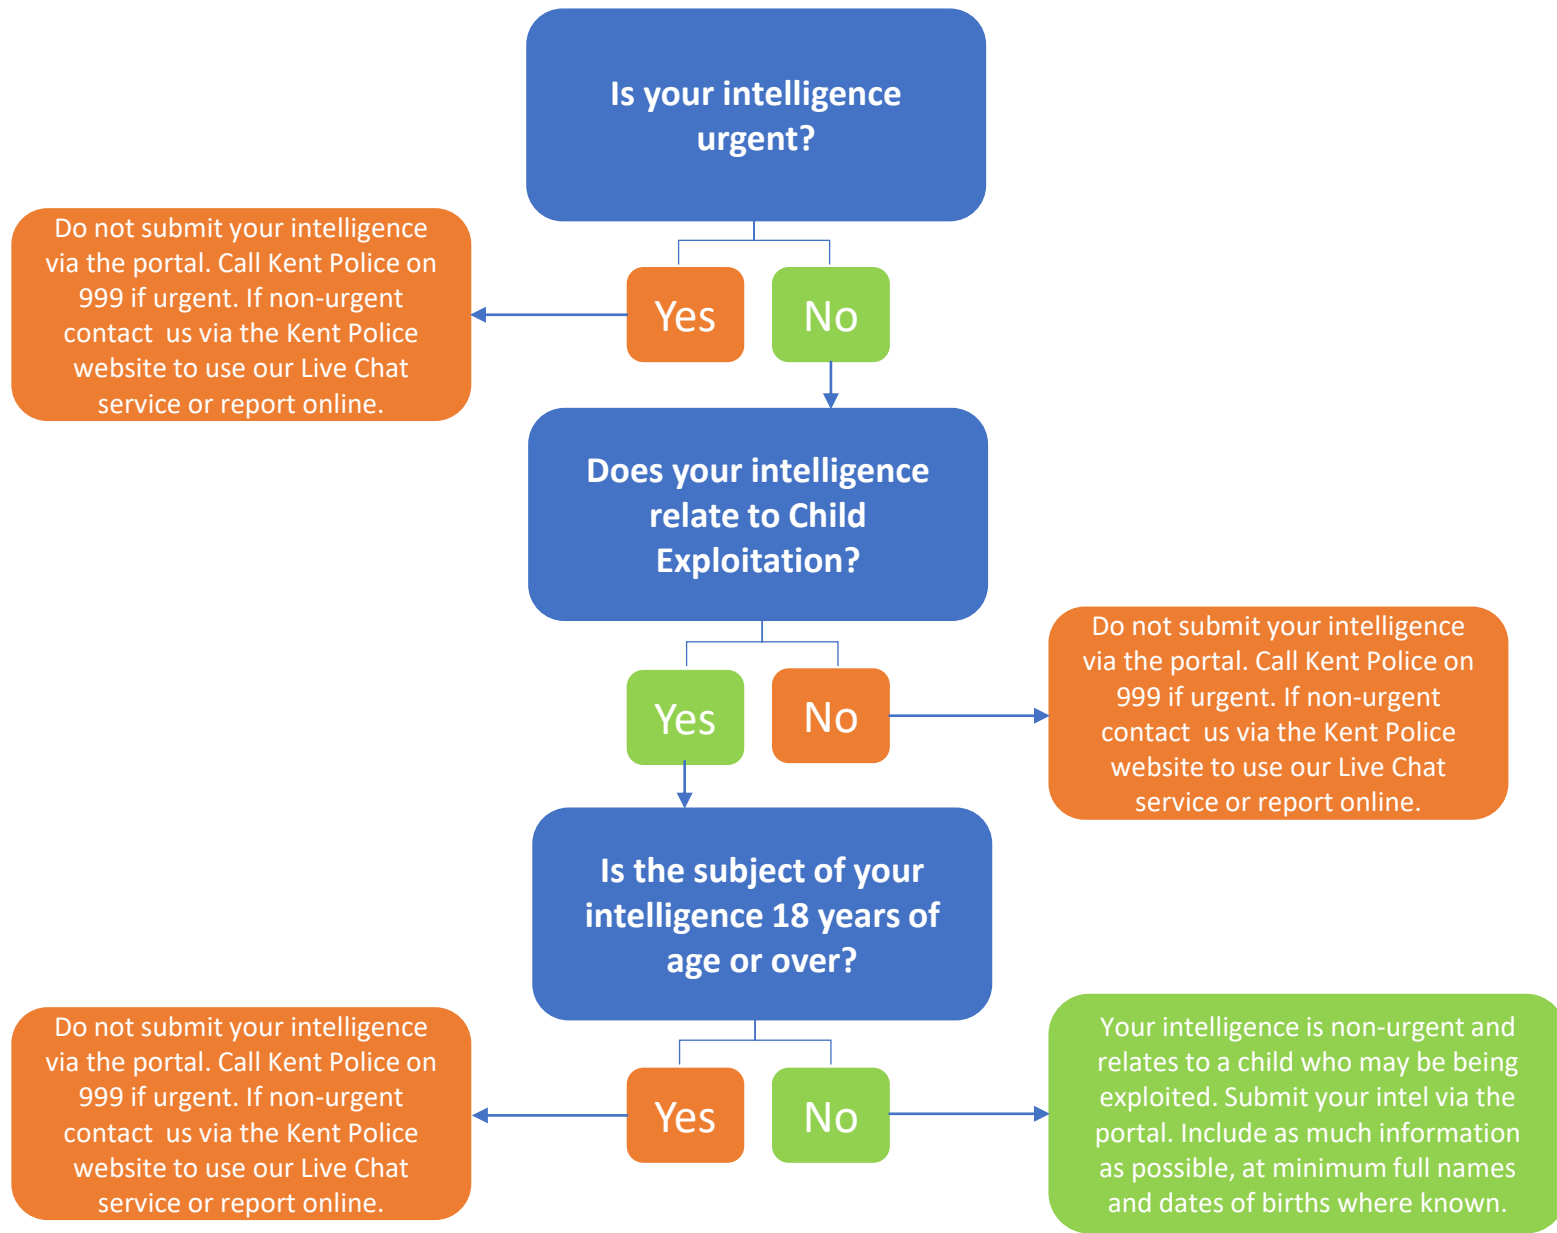 Is your intelligence
urgent?
Do not submit your intelligence
via the portal. Call Kent Police on
999 if urgent. If non-urgent
contact  us via the Kent Police
website to use our Live Chat
service or report online.
Yes
No
Does your intelligence
relate to Child
Exploitation?
Yes
No
Do not submit your intelligence
via the portal. Call Kent Police on
999 if urgent. If non-urgent
contact  us via the Kent Police
website to use our Live Chat
service or report online.
Is the subject of your
intelligence 18 years of
age or over?
Do not submit your intelligence
via the portal. Call Kent Police on
999 if urgent. If non-urgent
contact  us via the Kent Police
website to use our Live Chat
service or report online.
Yes
No
Your intelligence is non-urgent and
relates to a child who may be being
exploited. Submit your intel via the
portal. Include as much information
as possible, at minimum full names
and dates of births where known.